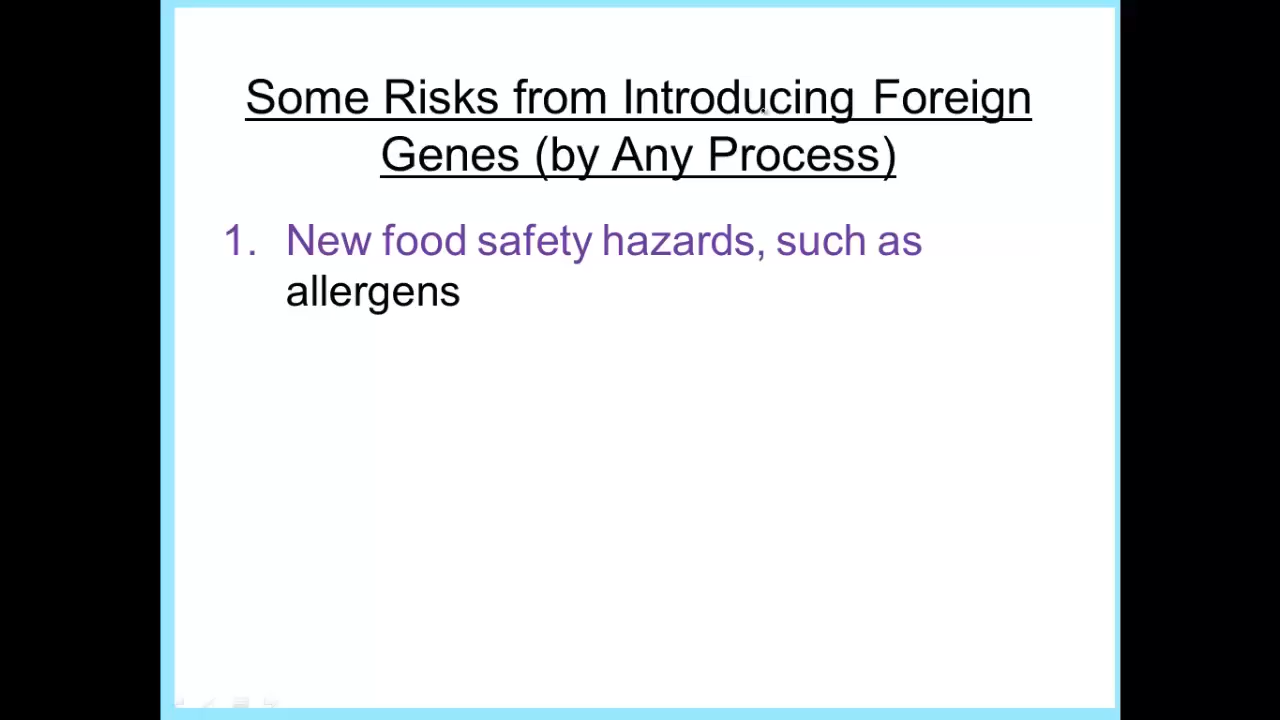 Some Risks from Introducing Foreign
Genes (by Any Process)
1. New food safety hazards, such as
allergens